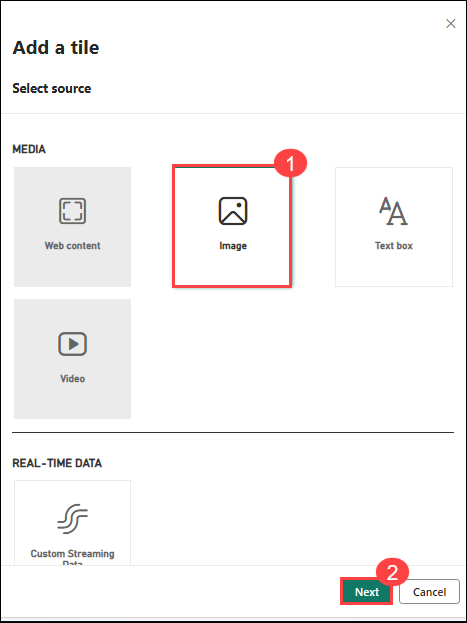 Add a tile
Select source
MEDIA
1
Web content
Image
Text box
Video
REAL-TIME DATA
Custom Streaming
Data
2
Next
Cancel